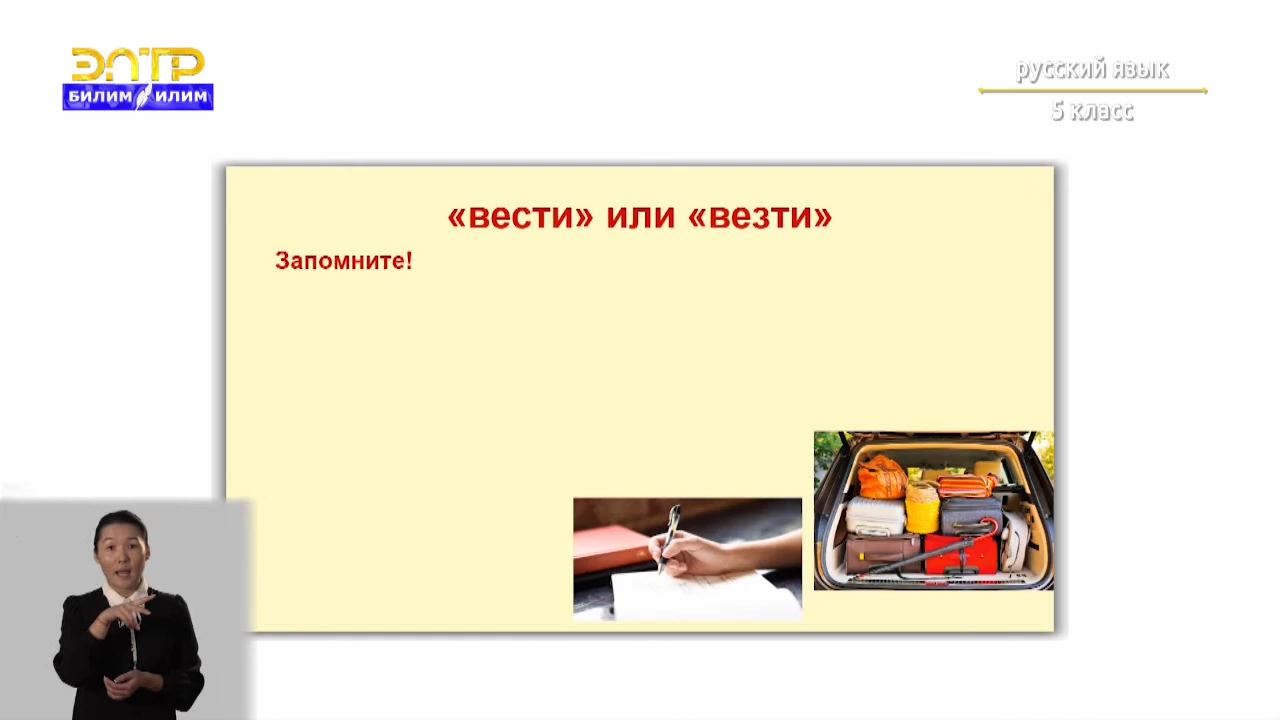 ЭЛТР
БИЛИМ ИЛИМ
русский язык
5 класс
«вести» или «везти»
Запомните!